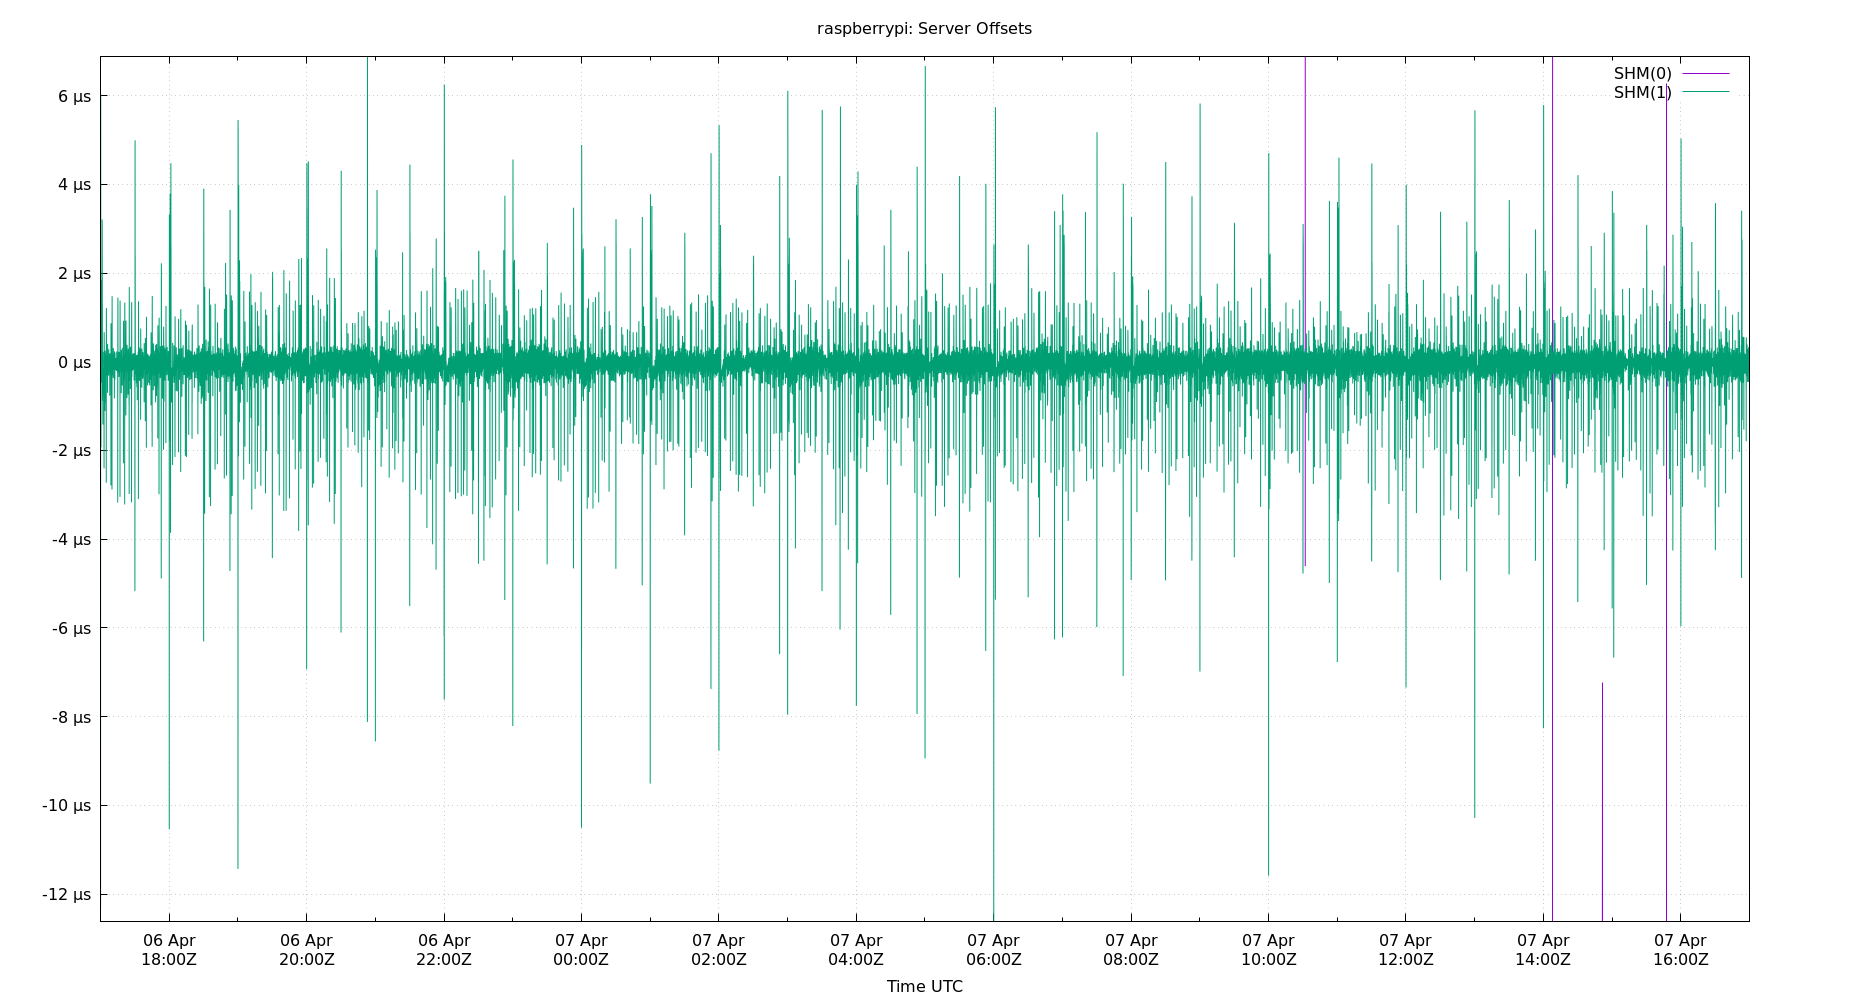 raspberrypi: Server Offsets
SHM(0)
SHM(1)
6 µs
4 µs
2 µs
0 µs
-2 µs
-4 µs
-6 µs
-8 µs
-10 µs
-12 µs
06 Apr 06 Apr 06 Apr 07 Apr 07 Apr 07 Apr 07 Apr 07 Apr 07 Apr 07 Apr 07 Apr 07 Apr
18:00Z 20:00Z 22:00Z 00:00Z 02:00Z 04:00Z 06:00Z 08:00Z 10:00Z 12:00Z 14:00Z 16:00Z
Time UTC